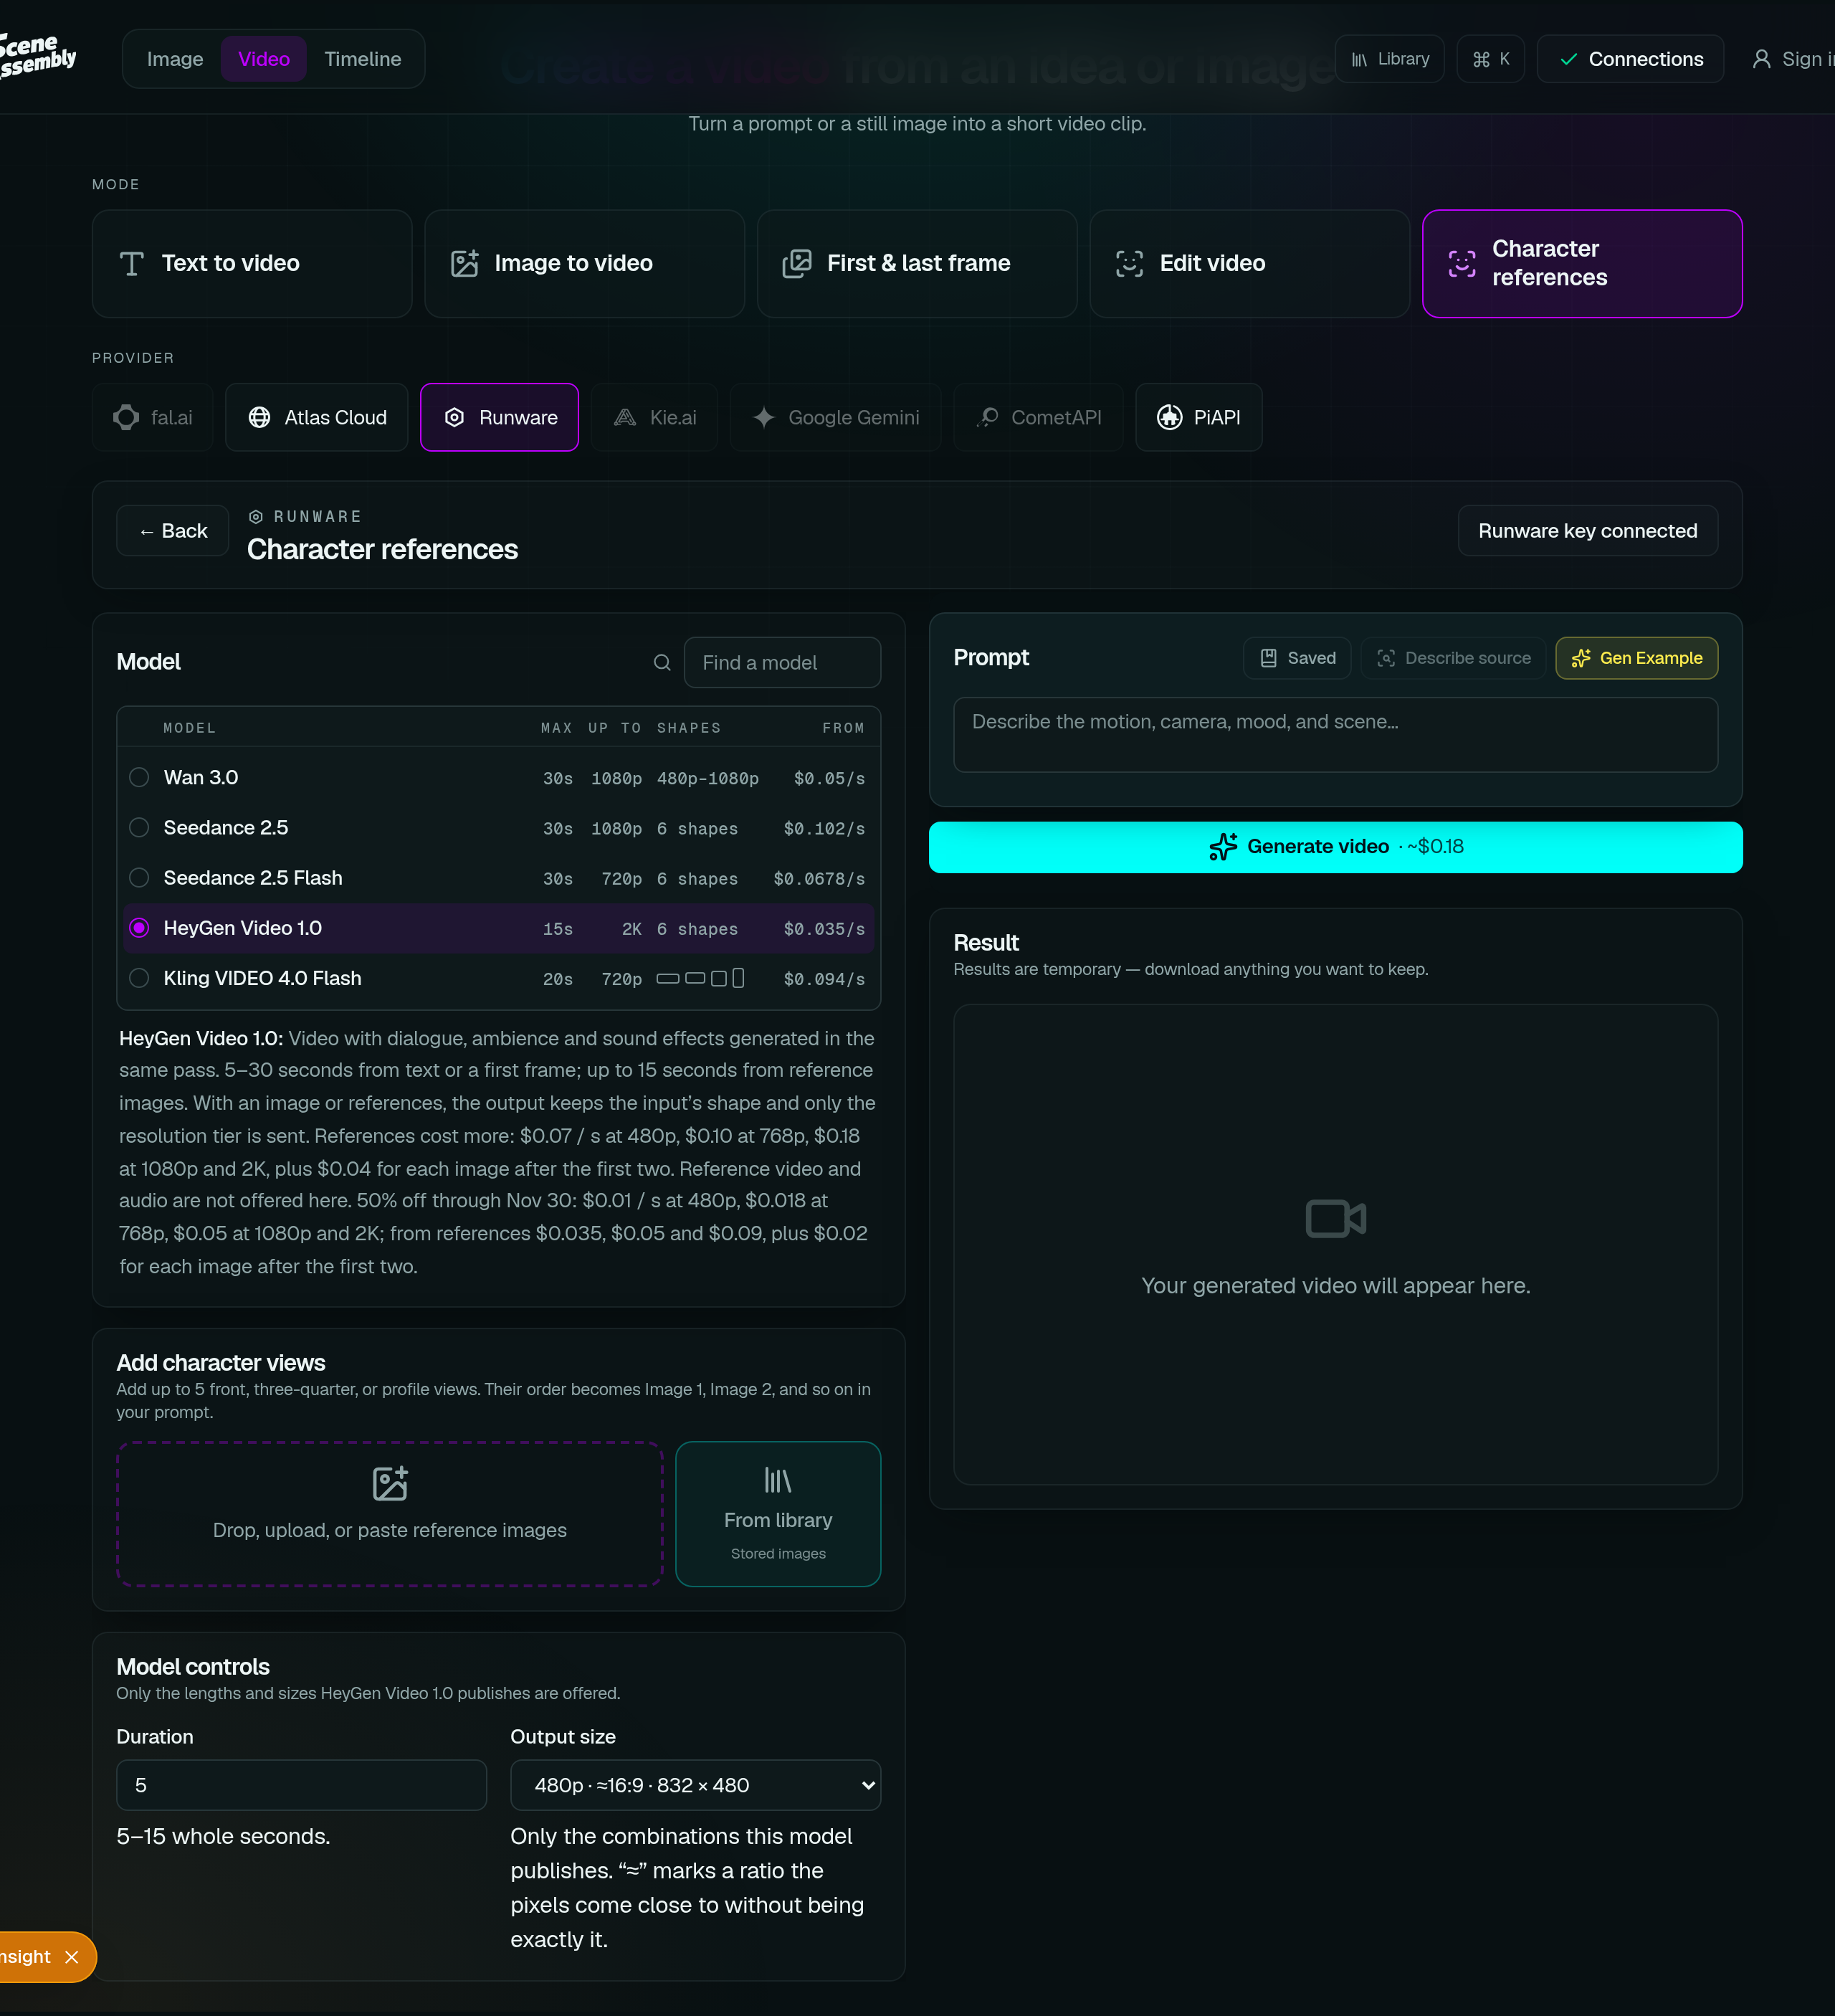 Scene
Assembly
Image
Video
Timeline
Create a video from an idea or image
Library
⌘ K
Connections
Sign in
Turn a prompt or a still image into a short video clip.
MODE
Text to video
Image to video
First & last frame
Edit video
Character
references
PROVIDER
fal.ai
Atlas Cloud
Runware
Kie.ai
Google Gemini
CometAPI
PiAPI
← Back
RUNWARE
Character references
Runware key connected
Model
Find a model
MODEL MAX UP TO SHAPES FROM
Wan 3.0 30s 1080p 480p–1080p $0.05/s
Seedance 2.5 30s 1080p 6 shapes $0.102/s
Seedance 2.5 Flash 30s 720p 6 shapes $0.0678/s
HeyGen Video 1.0 15s 2K 6 shapes $0.035/s
Kling VIDEO 4.0 Flash 20s 720p $0.094/s
HeyGen Video 1.0: Video with dialogue, ambience and sound effects generated in the
same pass. 5–30 seconds from text or a first frame; up to 15 seconds from reference
images. With an image or references, the output keeps the input’s shape and only the
resolution tier is sent. References cost more: $0.07 / s at 480p, $0.10 at 768p, $0.18
at 1080p and 2K, plus $0.04 for each image after the first two. Reference video and
audio are not offered here. 50% off through Nov 30: $0.01 / s at 480p, $0.018 at
768p, $0.05 at 1080p and 2K; from references $0.035, $0.05 and $0.09, plus $0.02
for each image after the first two.
Add character views
Add up to 5 front, three-quarter, or profile views. Their order becomes Image 1, Image 2, and so on in
your prompt.
Drop, upload, or paste reference images
From library
Stored images
Model controls
Only the lengths and sizes HeyGen Video 1.0 publishes are offered.
Duration
5
5–15 whole seconds.
Output size
480p · ≈16:9 · 832 × 480
Only the combinations this model
publishes. “≈” marks a ratio the
pixels come close to without being
exactly it.
nsight
Prompt
Saved
Describe source
Gen Example
Describe the motion, camera, mood, and scene…
Generate video · ~$0.18
Result
Results are temporary — download anything you want to keep.
Your generated video will appear here.